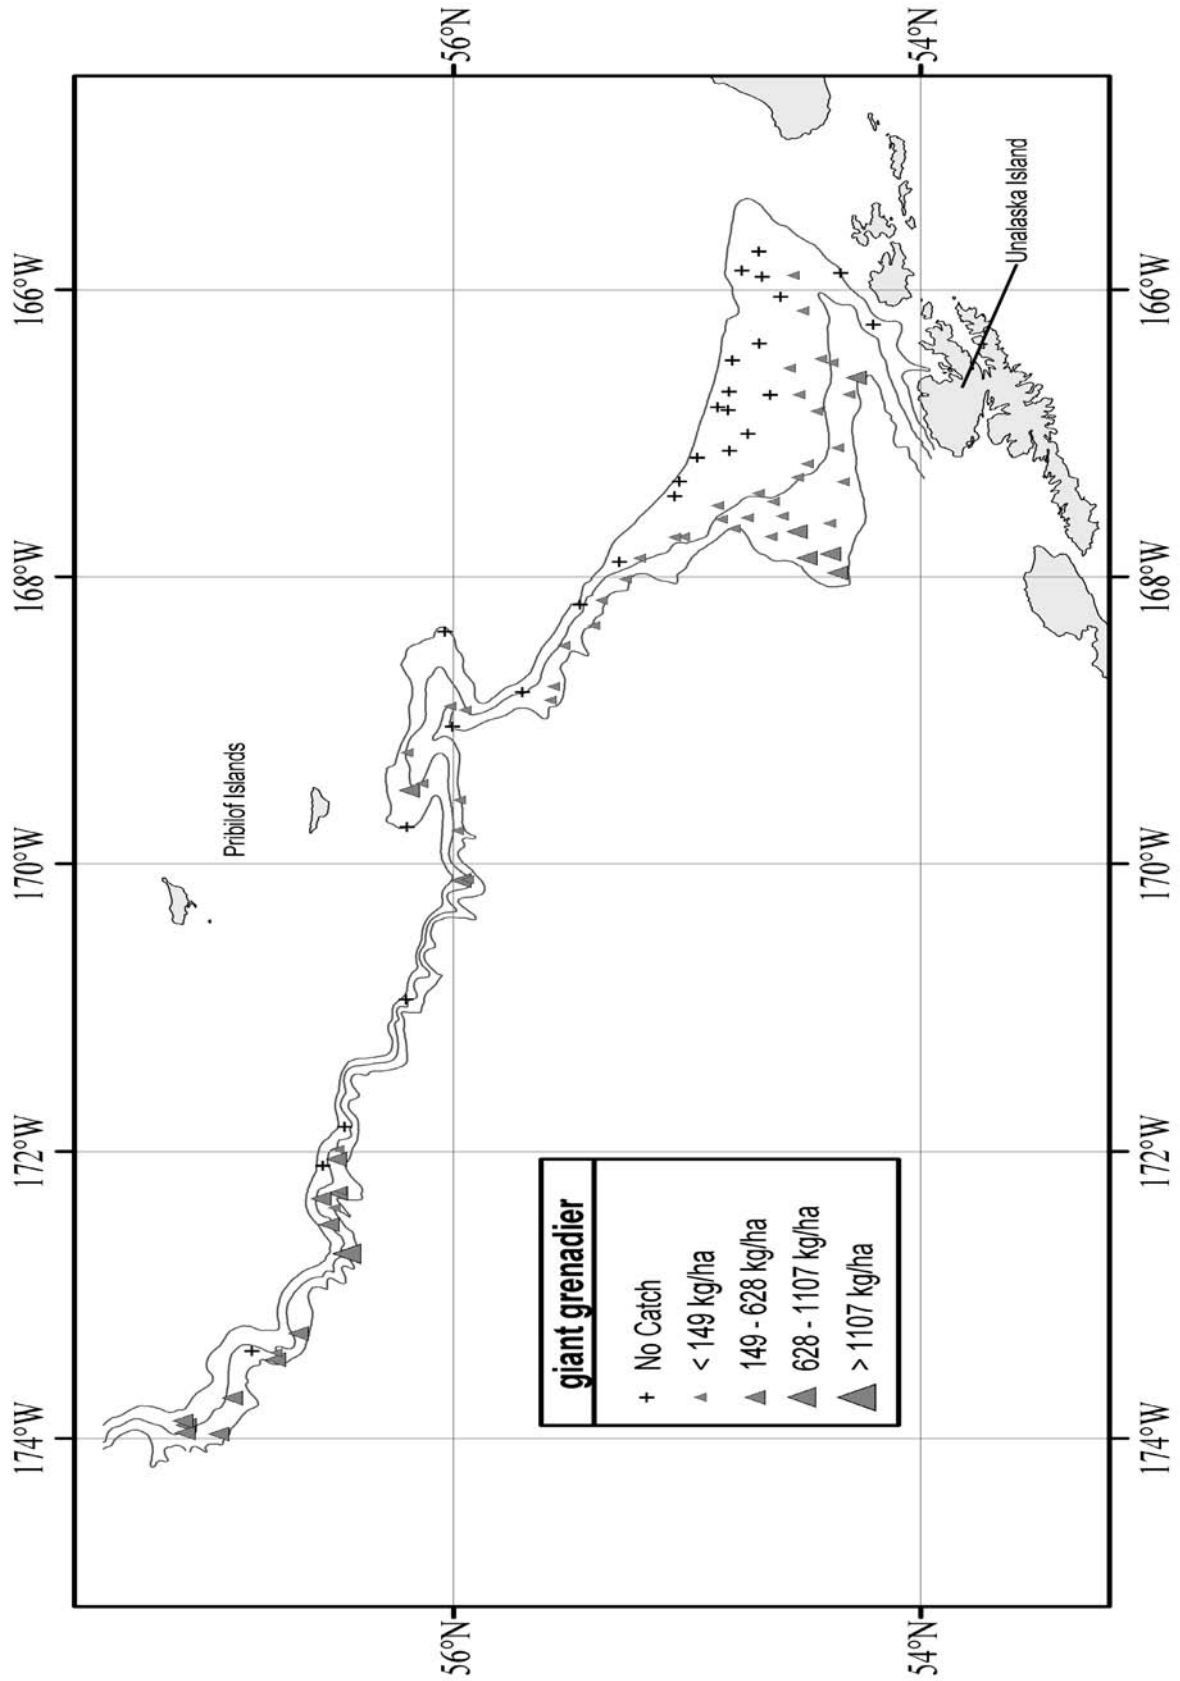 174°W
172°W
170°W
168°W
166°W
56°N
56°N
54°N
54°N
Pribilof Islands
Unalaska Island
giant grenadier
No Catch
< 149 kg/ha
149 - 628 kg/ha
628 - 1107 kg/ha
> 1107 kg/ha
174°W
172°W
170°W
168°W
166°W